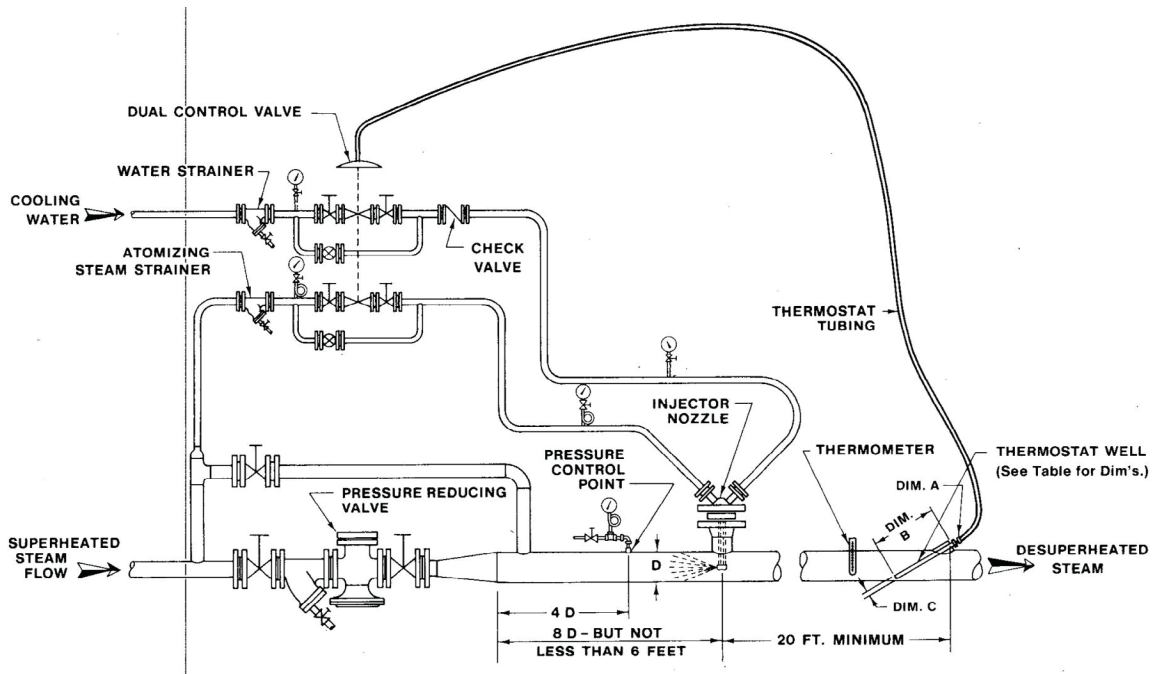 DUAL CONTROL VALVE
WATER STRAINER
COOLING
WATER
ATOMIZING
STEAM STRAINER
CHECK
VALVE
THERMOSTAT
TUBING
INJECTOR
NOZZLE
THERMOMETER
THERMOSTAT WELL
(See Table for Dim's.)
PRESSURE
CONTROL
POINT
DIM. A
DIM.
B
PRESSURE REDUCING
VALVE
SUPERHEATED
STEAM
FLOW
D
DESUPERHEATED
STEAM
DIM. C
4 D
8 D – BUT NOT
LESS THAN 6 FEET
20 FT. MINIMUM